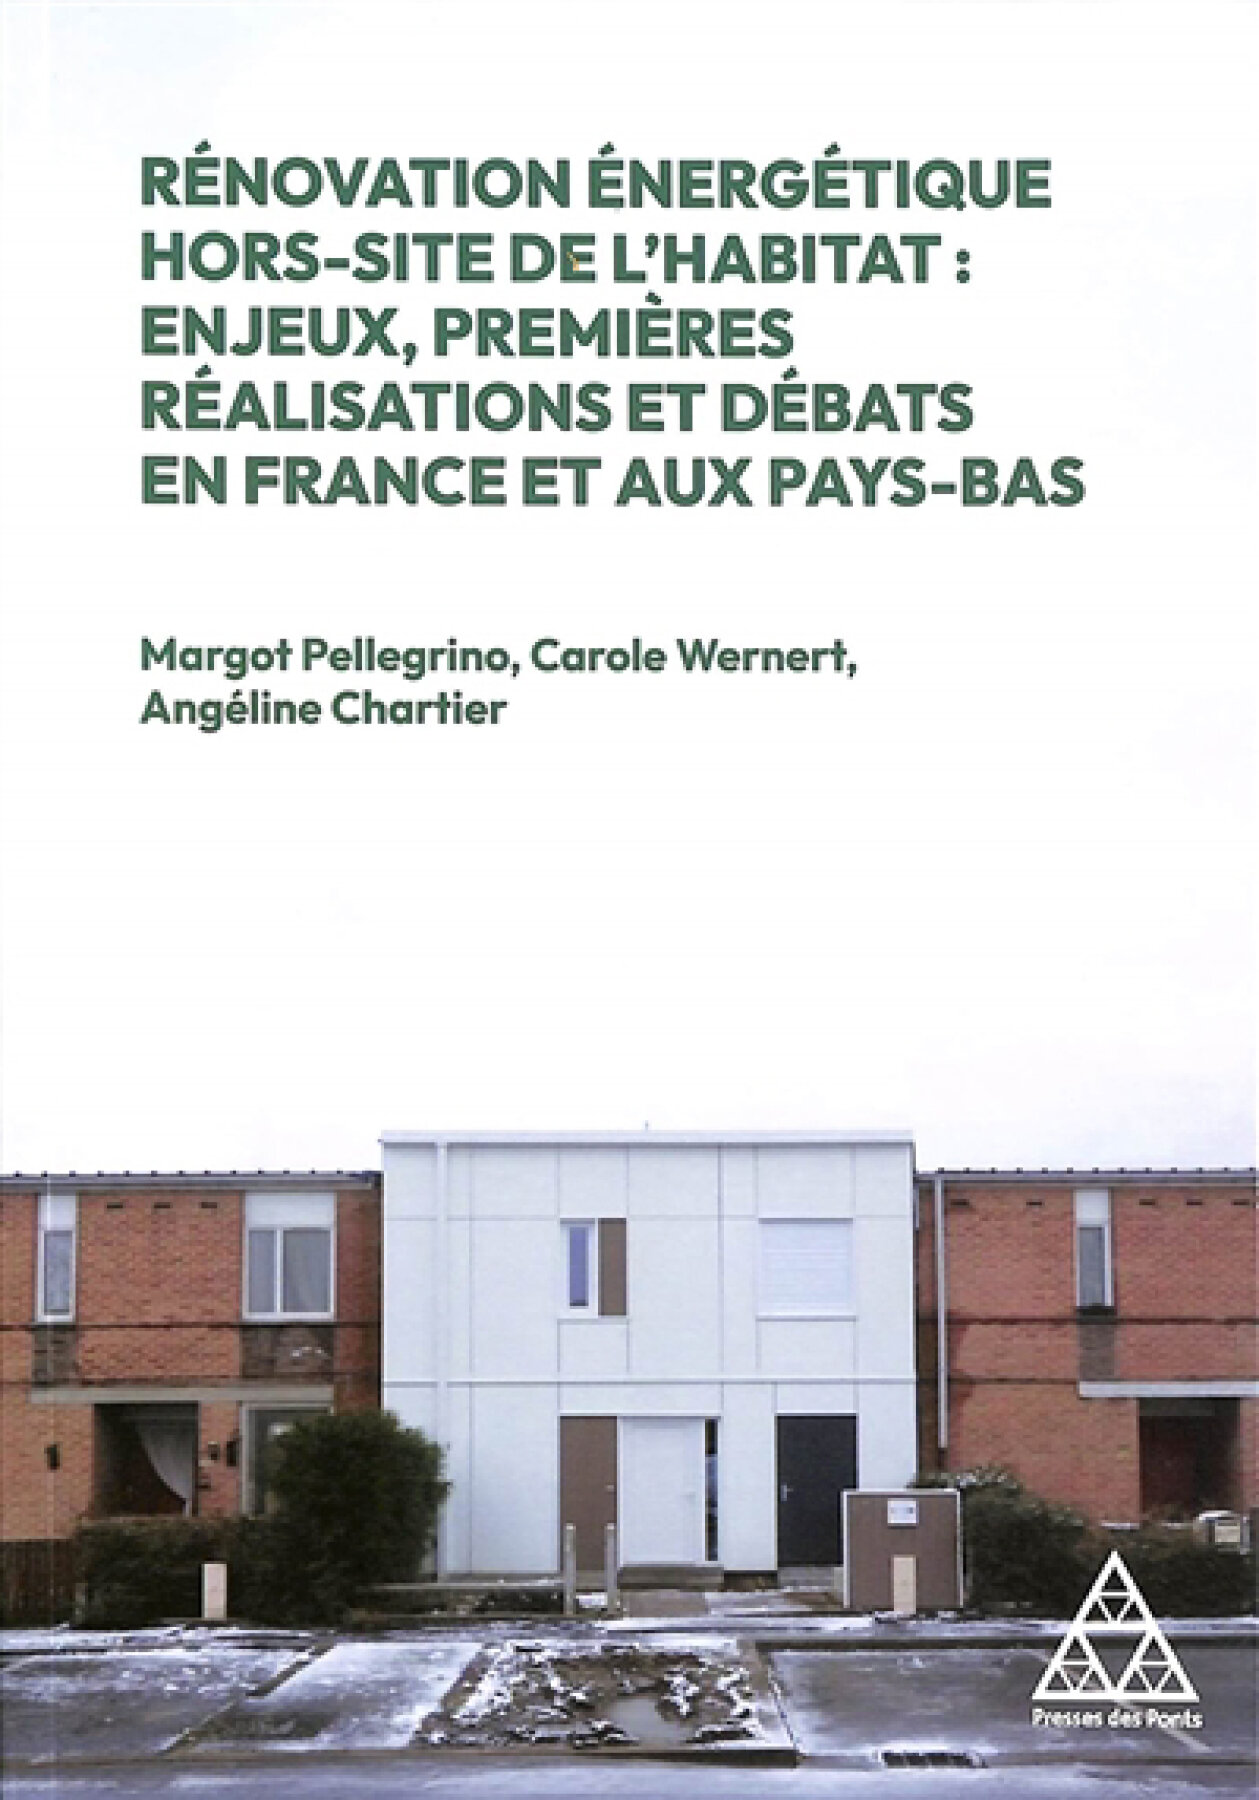 RÉNOVATION ÉNERGÉTIQUE
HORS-SITE DE L'HABITAT :
ENJEUX, PREMIÈRES
RÉALISATIONS ET DÉBATS
EN FRANCE ET AUX PAYS-BAS
Margot Pellegrino, Carole Wernert,
Angéline Chartier
Presses des Ponts